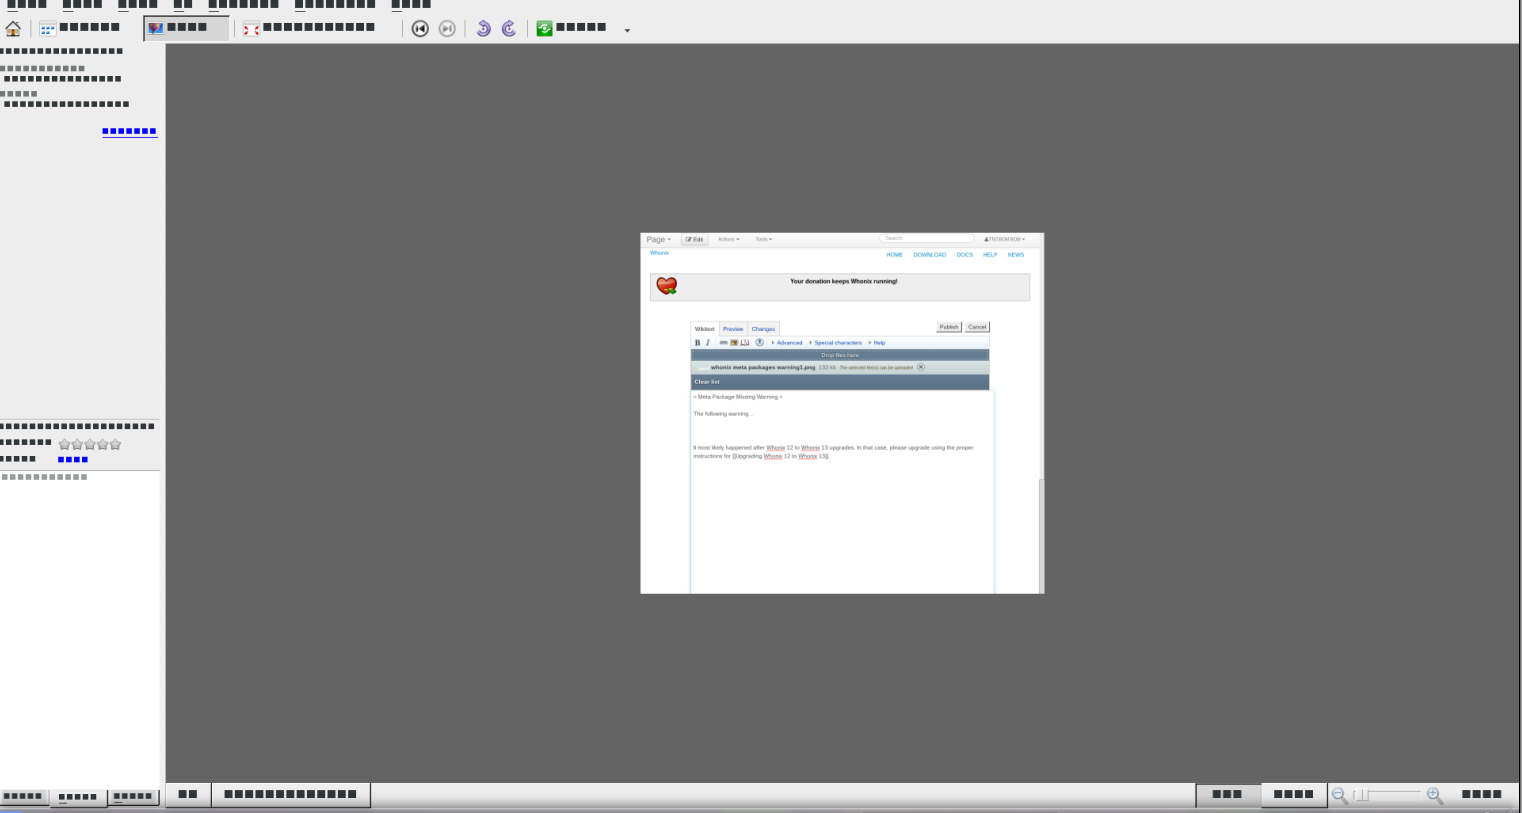 Page Edit Actions Tools Search TNTBOMBOM
Whonix HOME DOWNLOAD DOCS HELP NEWS
Your donation keeps Whonix running!
Wikitext Preview Changes Publish Cancel
B I Advanced Special characters Help
Drop files here
whonix meta packages warning1.png 133 kb The selected file(s) can be uploaded
Clear list
= Meta Package Missing Warning =
The following warning...
It most likely happened after Whonix 12 to Whonix 13 upgrades. In that case, please upgrade using the proper
instructions for [[Upgrading Whonix 12 to Whonix 13]].